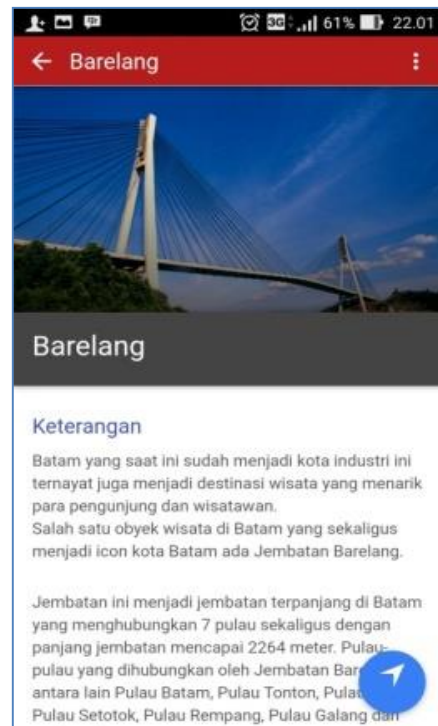 3G 61% 22.01
Barelang
Barelang
Keterangan
Batam yang saat ini sudah menjadi kota industri ini
ternayat juga menjadi destinasi wisata yang menarik
para pengunjung dan wisatawan.
Salah satu obyek wisata di Batam yang sekaligus
menjadi icon kota Batam ada Jembatan Barelang.
Jembatan ini menjadi jembatan terpanjang di Batam
yang menghubungkan 7 pulau sekaligus dengan
panjang jembatan mencapai 2264 meter. Pulau-
pulau yang dihubungkan oleh Jembatan
antara lain Pulau Batam, Pulau Tonton,
Pulau Setotok, Pulau Rempang, Pulau Galang dan